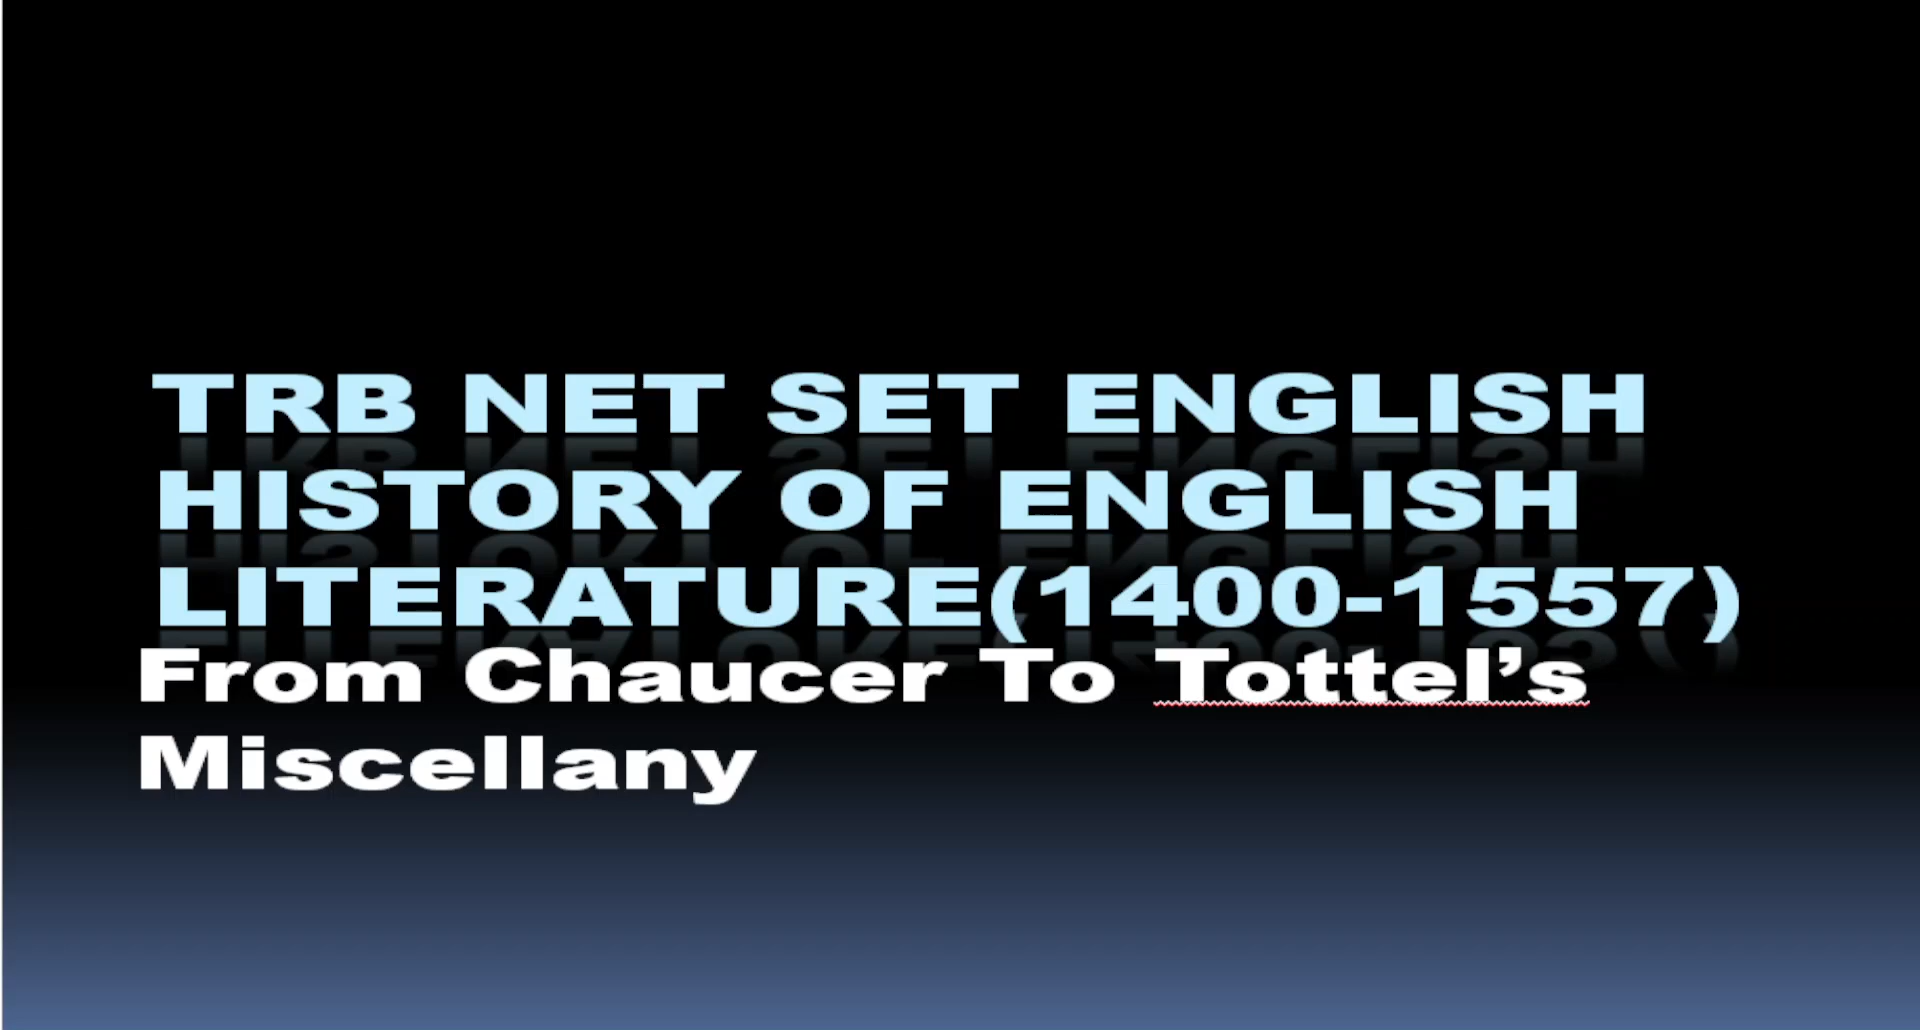 TRB NET SET ENGLISH
HISTORY OF ENGLISH
LITERATURE(1400-1557)
From Chaucer To Tottel’s
Miscellany